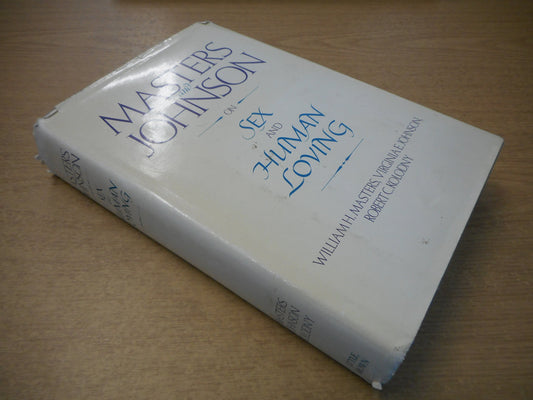 MASTERS
AND
JOHNSON
ON
SEX
AND
HUMAN
LOVING
WILLIAM H. MASTERS, VIRGINIA E. JOHNSON,
ROBERT C. KOLODNY